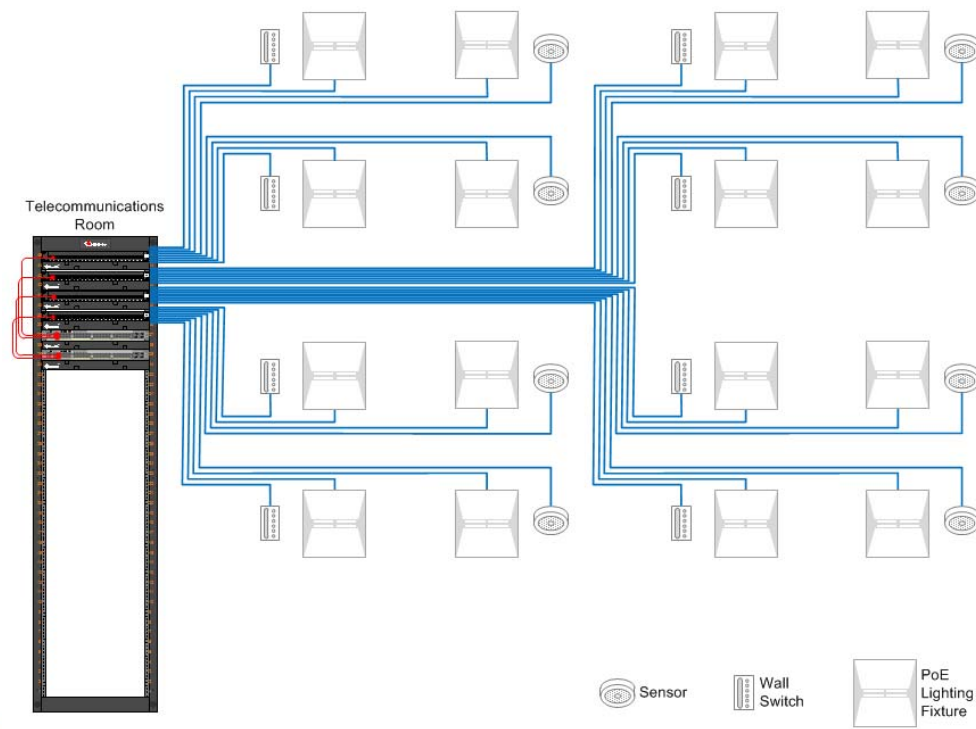 Telecommunications
Room
Sensor
Wall
Switch
PoE
Lighting
Fixture